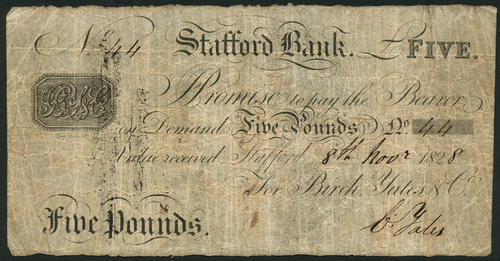 No 44 Stafford Bank. £ FIVE.
I Promise to pay the Bearer
on Demand Five Pounds, No. 44
Value received Stafford 8th Novr 1828
For Birch, Yates & Co.
Five Pounds.
C. Yates